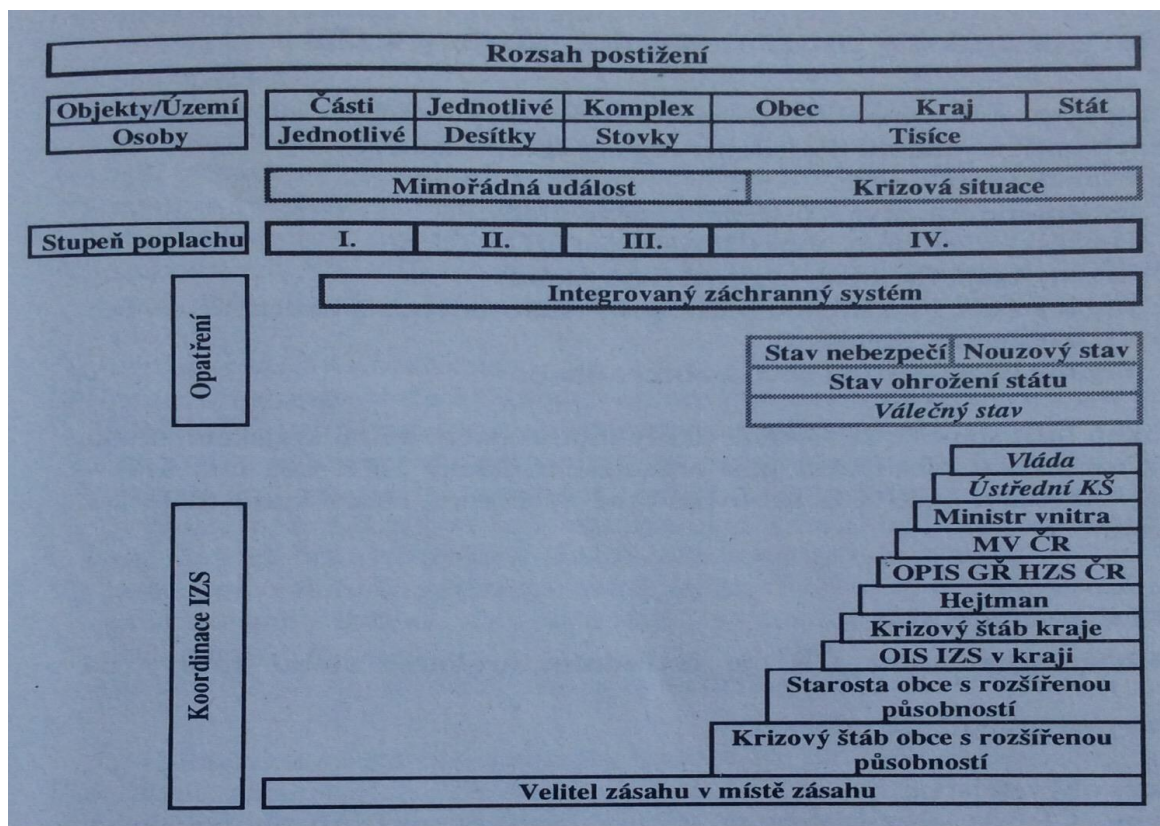 Rozsah postižení
Objekty/Území Části Jednotlivé Komplex Obec Kraj Stát
Osoby Jednotlivé Desítky Stovky Tisíce
Mimořádná událost Krizová situace
Stupeň poplachu I. II. III. IV.
Opatření
Integrovaný záchranný systém
Stav nebezpečí Nouzový stav
Stav ohrožení státu
Válečný stav
Koordinace IZS
Vláda
Ústřední KŠ
Ministr vnitra
MV ČR
OPIS GŘ HZS ČR
Hejtman
Krizový štáb kraje
OIS IZS v kraji
Starosta obce s rozšířenou
působností
Krizový štáb obce s rozšířenou
působností
Velitel zásahu v místě zásahu